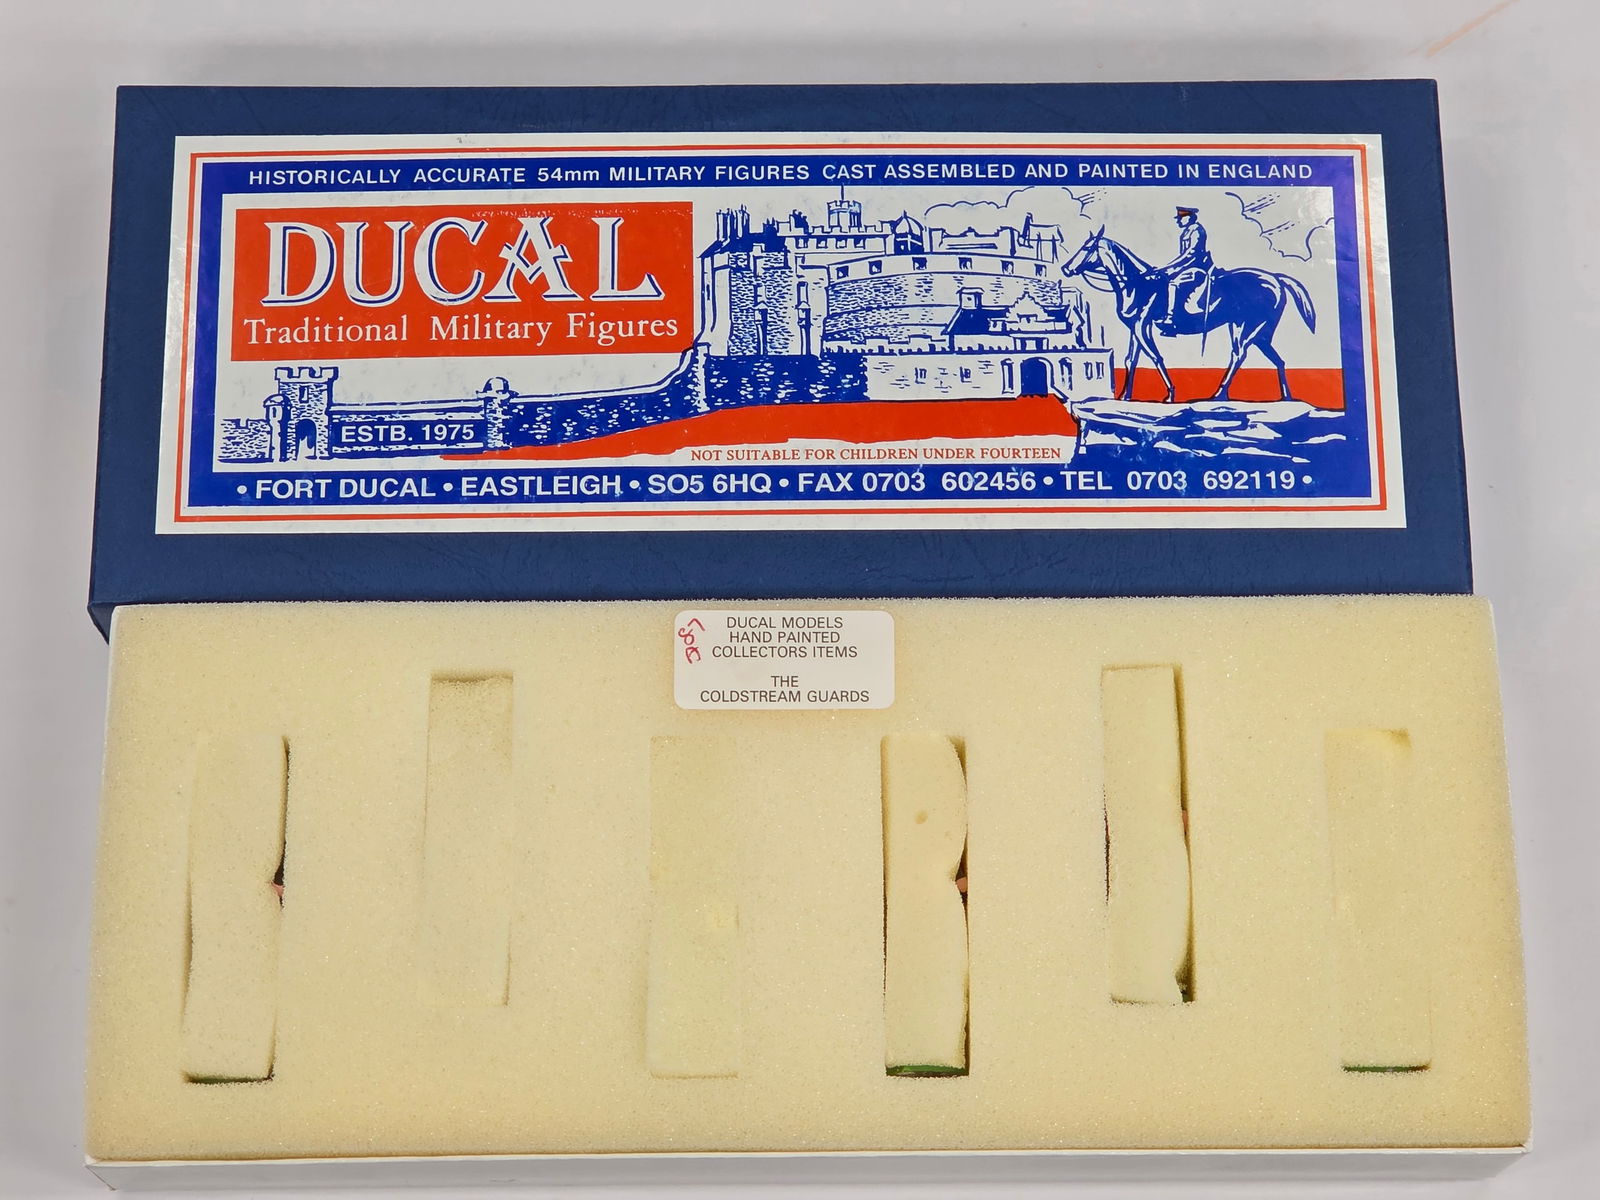 HISTORICALLY ACCURATE 54mm MILITARY FIGURES CAST ASSEMBLED AND PAINTED IN ENGLAND
DUCAL
Traditional Military Figures
ESTB. 1975
NOT SUITABLE FOR CHILDREN UNDER FOURTEEN
• FORT DUCAL • EASTLEIGH • SO5 6HQ • FAX 0703 602456 • TEL 0703 692119 •
DUCAL MODELS
HAND PAINTED
COLLECTORS ITEMS
THE
COLDSTREAM GUARDS